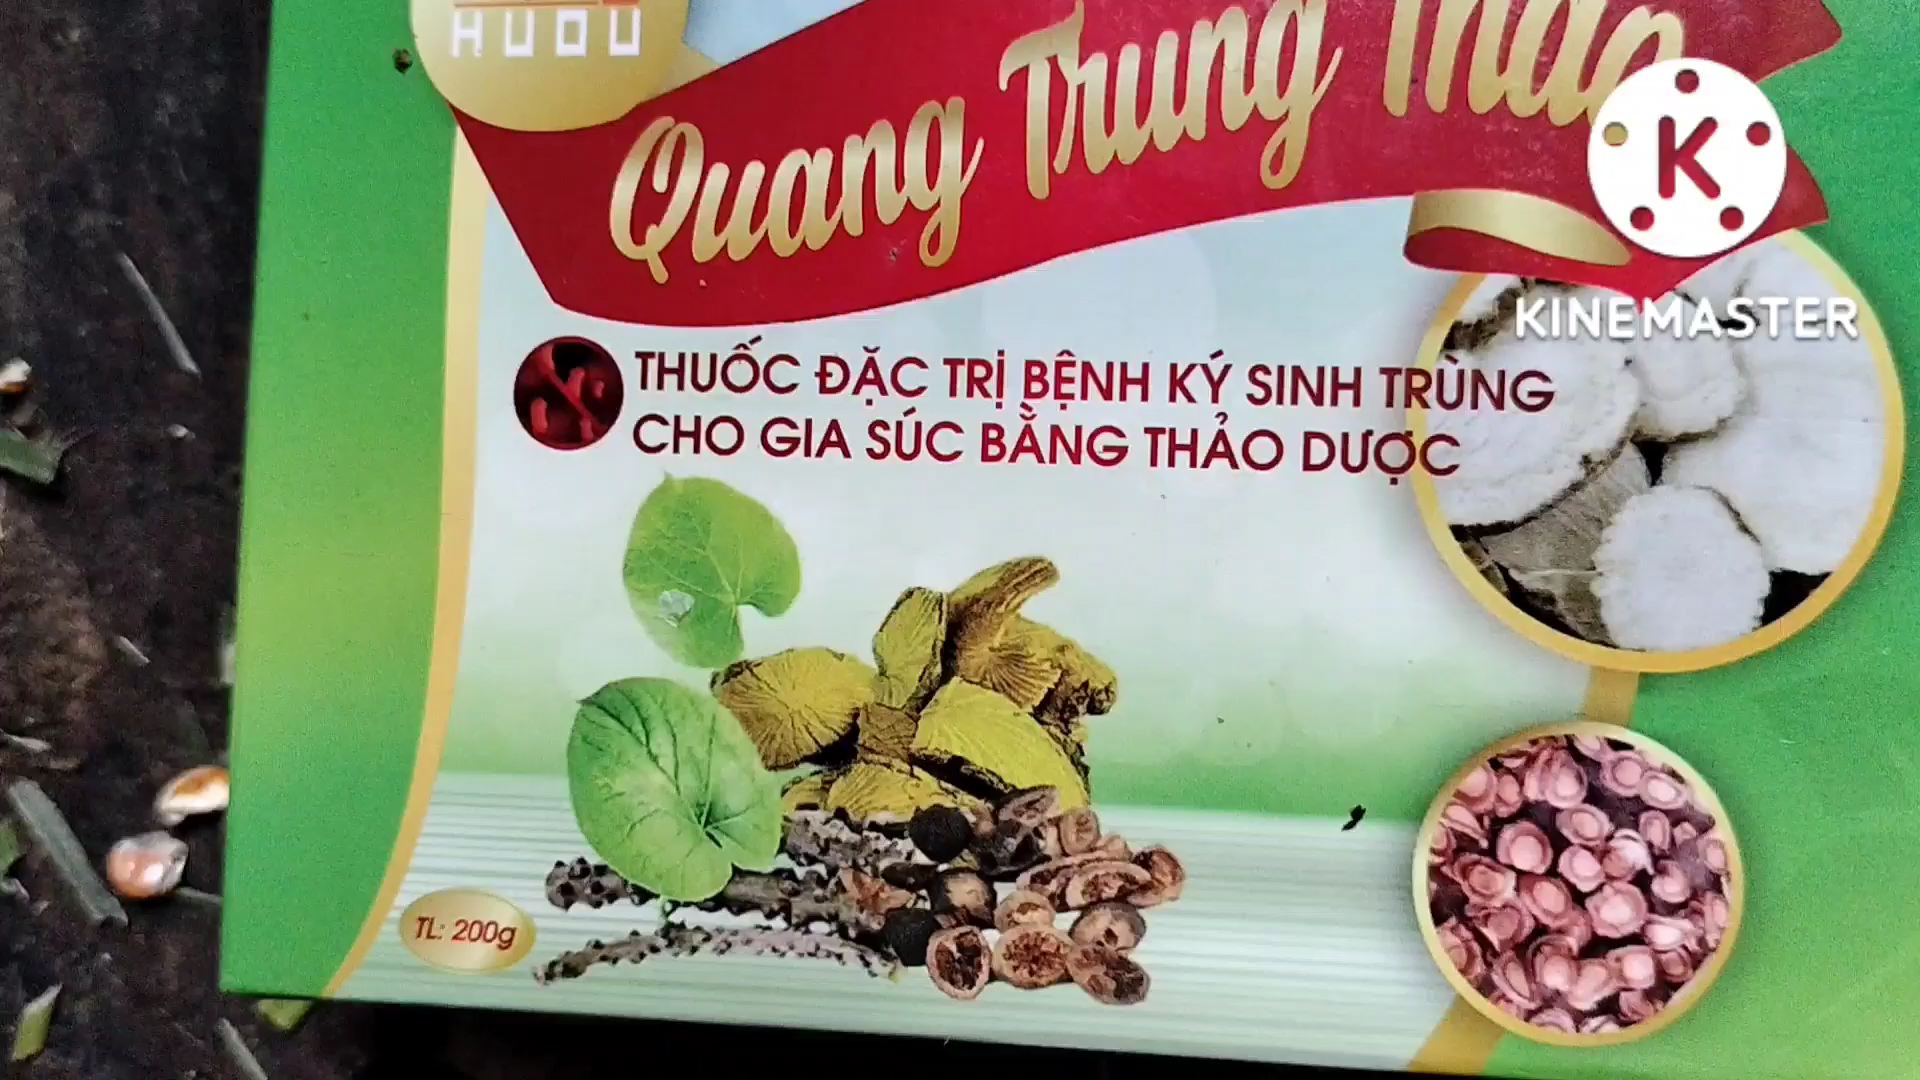 HUOU
Quang Trung Thảo
KINEMASTER
THUỐC ĐẶC TRỊ BỆNH KÝ SINH TRÙNG
CHO GIA SÚC BẰNG THẢO DƯỢC
TL: 200g